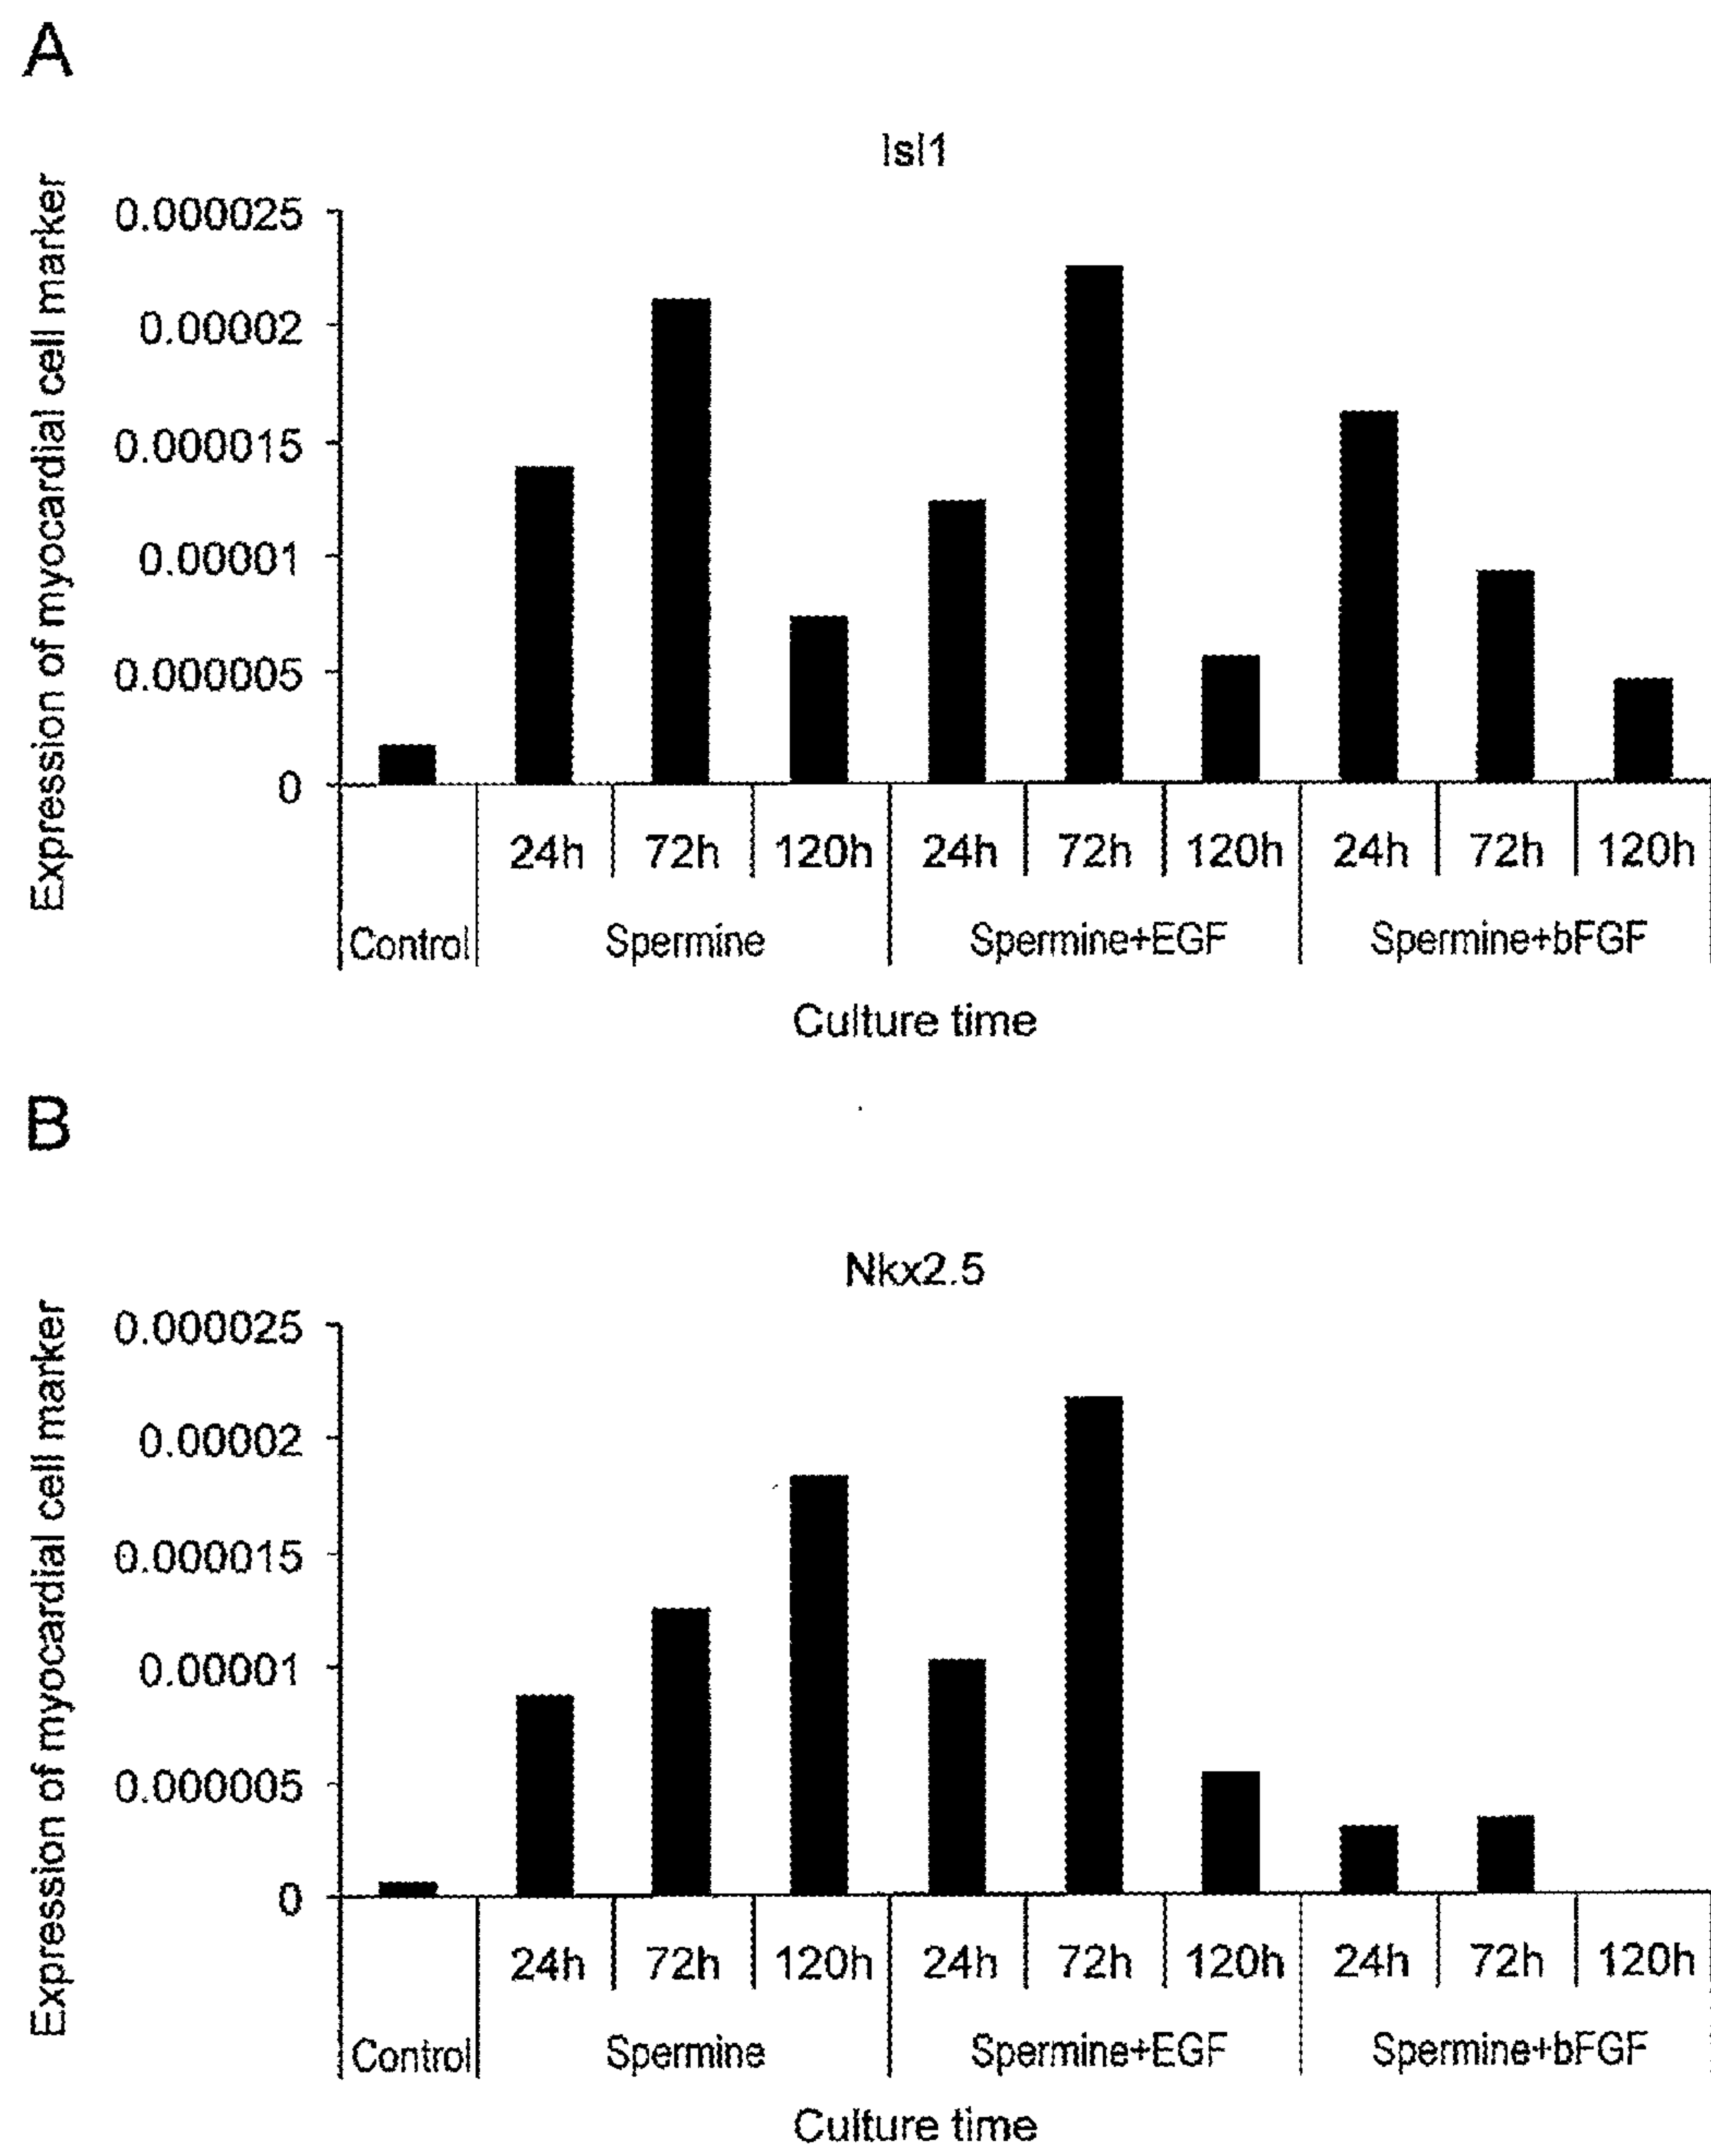 A
Isl1
Expression of myocardial cell marker
0.000025
0.00002
0.000015
0.00001
0.000005
0
24h 72h 120h 24h 72h 120h 24h 72h 120h
Control Spermine Spermine+EGF Spermine+bFGF
Culture time
B
Nkx2.5
Expression of myocardial cell marker
0.000025
0.00002
0.000015
0.00001
0.000005
0
24h 72h 120h 24h 72h 120h 24h 72h 120h
Control Spermine Spermine+EGF Spermine+bFGF
Culture time